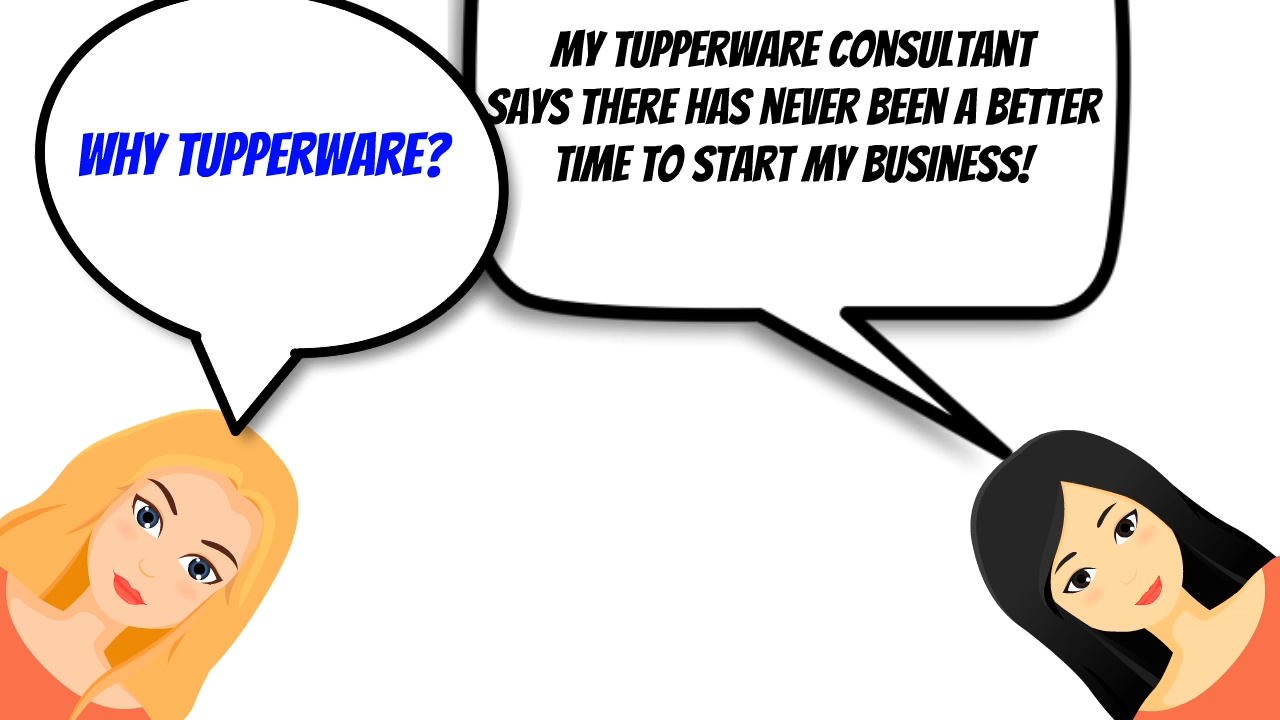 WHY TUPPERWARE?
MY TUPPERWARE CONSULTANT
SAYS THERE HAS NEVER BEEN A BETTER
TIME TO START MY BUSINESS!